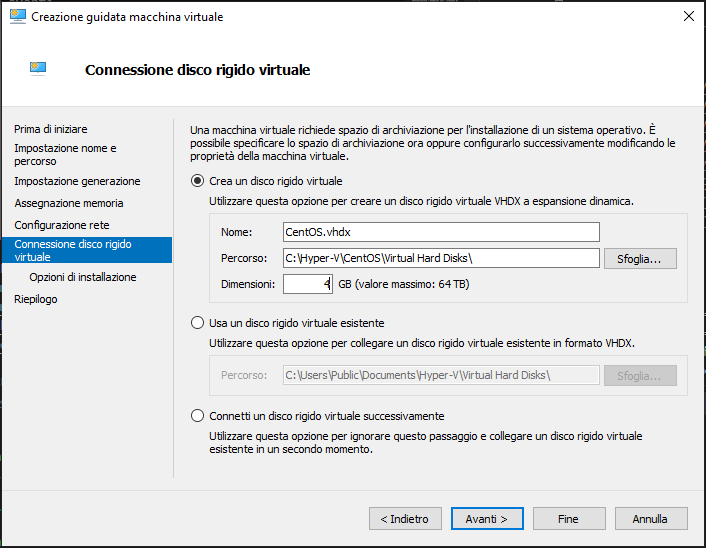 Creazione guidata macchina virtuale
Connessione disco rigido virtuale
Prima di iniziare
Impostazione nome e
percorso
Impostazione generazione
Assegnazione memoria
Configurazione rete
Connessione disco rigido
virtuale
Opzioni di installazione
Riepilogo
Una macchina virtuale richiede spazio di archiviazione per l'installazione di un sistema operativo. È
possibile specificare lo spazio di archiviazione ora oppure configurarlo successivamente modificando le
proprietà della macchina virtuale.
Crea un disco rigido virtuale
Utilizzare questa opzione per creare un disco rigido virtuale VHDX a espansione dinamica.
Nome: CentOS.vhdx
Percorso: C:\Hyper-V\CentOS\Virtual Hard Disks\ Sfoglia...
Dimensioni: 4 GB (valore massimo: 64 TB)
Usa un disco rigido virtuale esistente
Utilizzare questa opzione per collegare un disco rigido virtuale esistente in formato VHDX.
Percorso: C:\Users\Public\Documents\Hyper-V\Virtual Hard Disks\ Sfoglia...
Connetti un disco rigido virtuale successivamente
Utilizzare questa opzione per ignorare questo passaggio e collegare un disco rigido virtuale
esistente in un secondo momento.
< Indietro Avanti > Fine Annulla